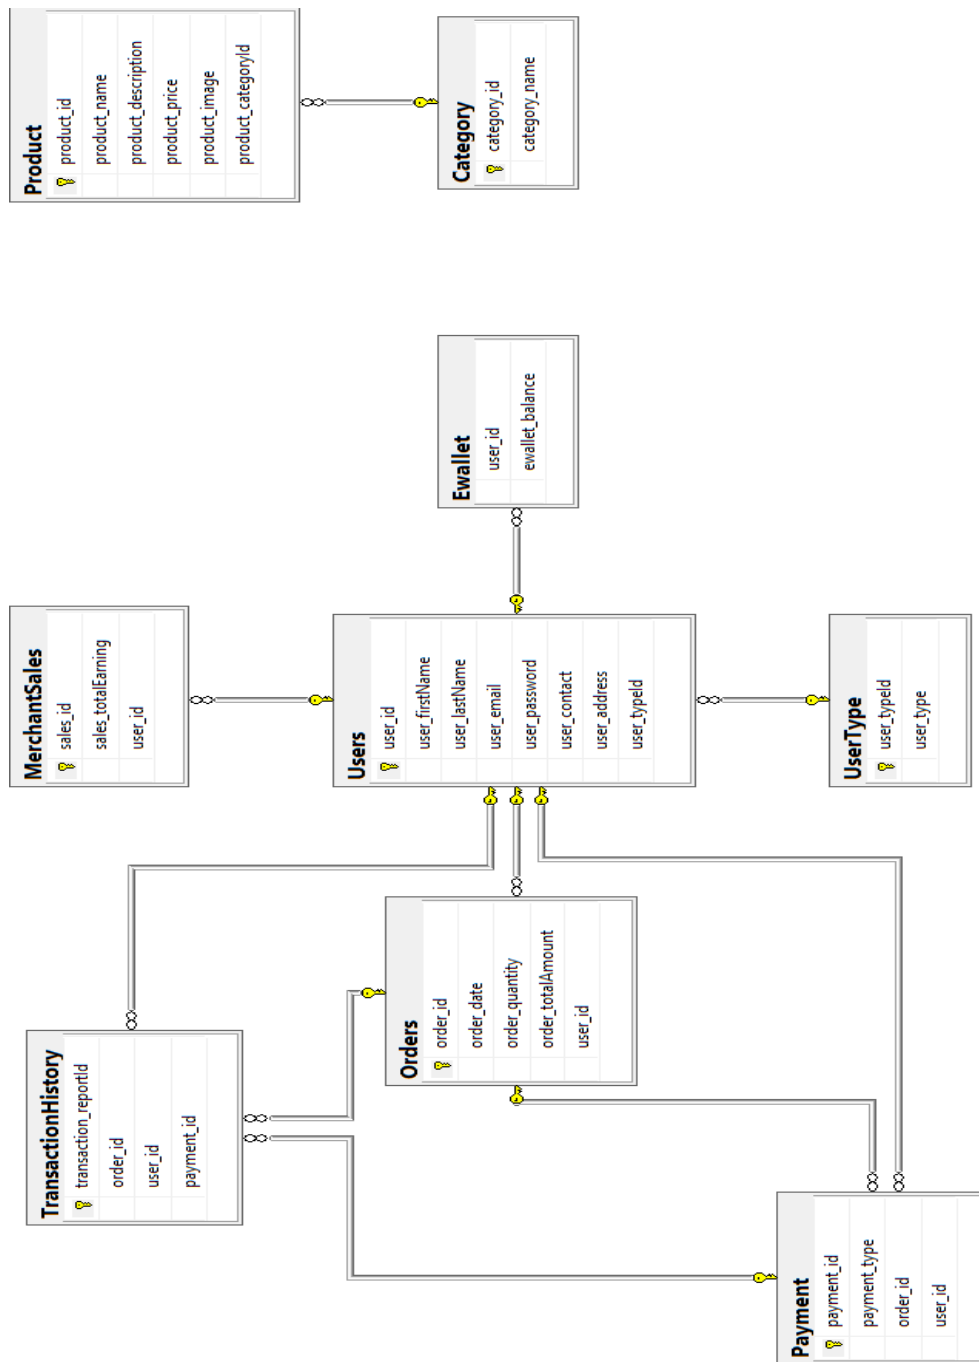 TransactionHistory
transaction_reportId
order_id
user_id
payment_id
MerchantSales
sales_id
sales_totalEarning
user_id
Product
product_id
product_name
product_description
product_price
product_image
product_categoryId
Orders
order_id
order_date
order_quantity
order_totalAmount
user_id
Users
user_id
user_firstName
user_lastName
user_email
user_password
user_contact
user_address
user_typeId
Ewallet
user_id
ewallet_balance
Category
category_id
category_name
Payment
payment_id
payment_type
order_id
user_id
UserType
user_typeId
user_type